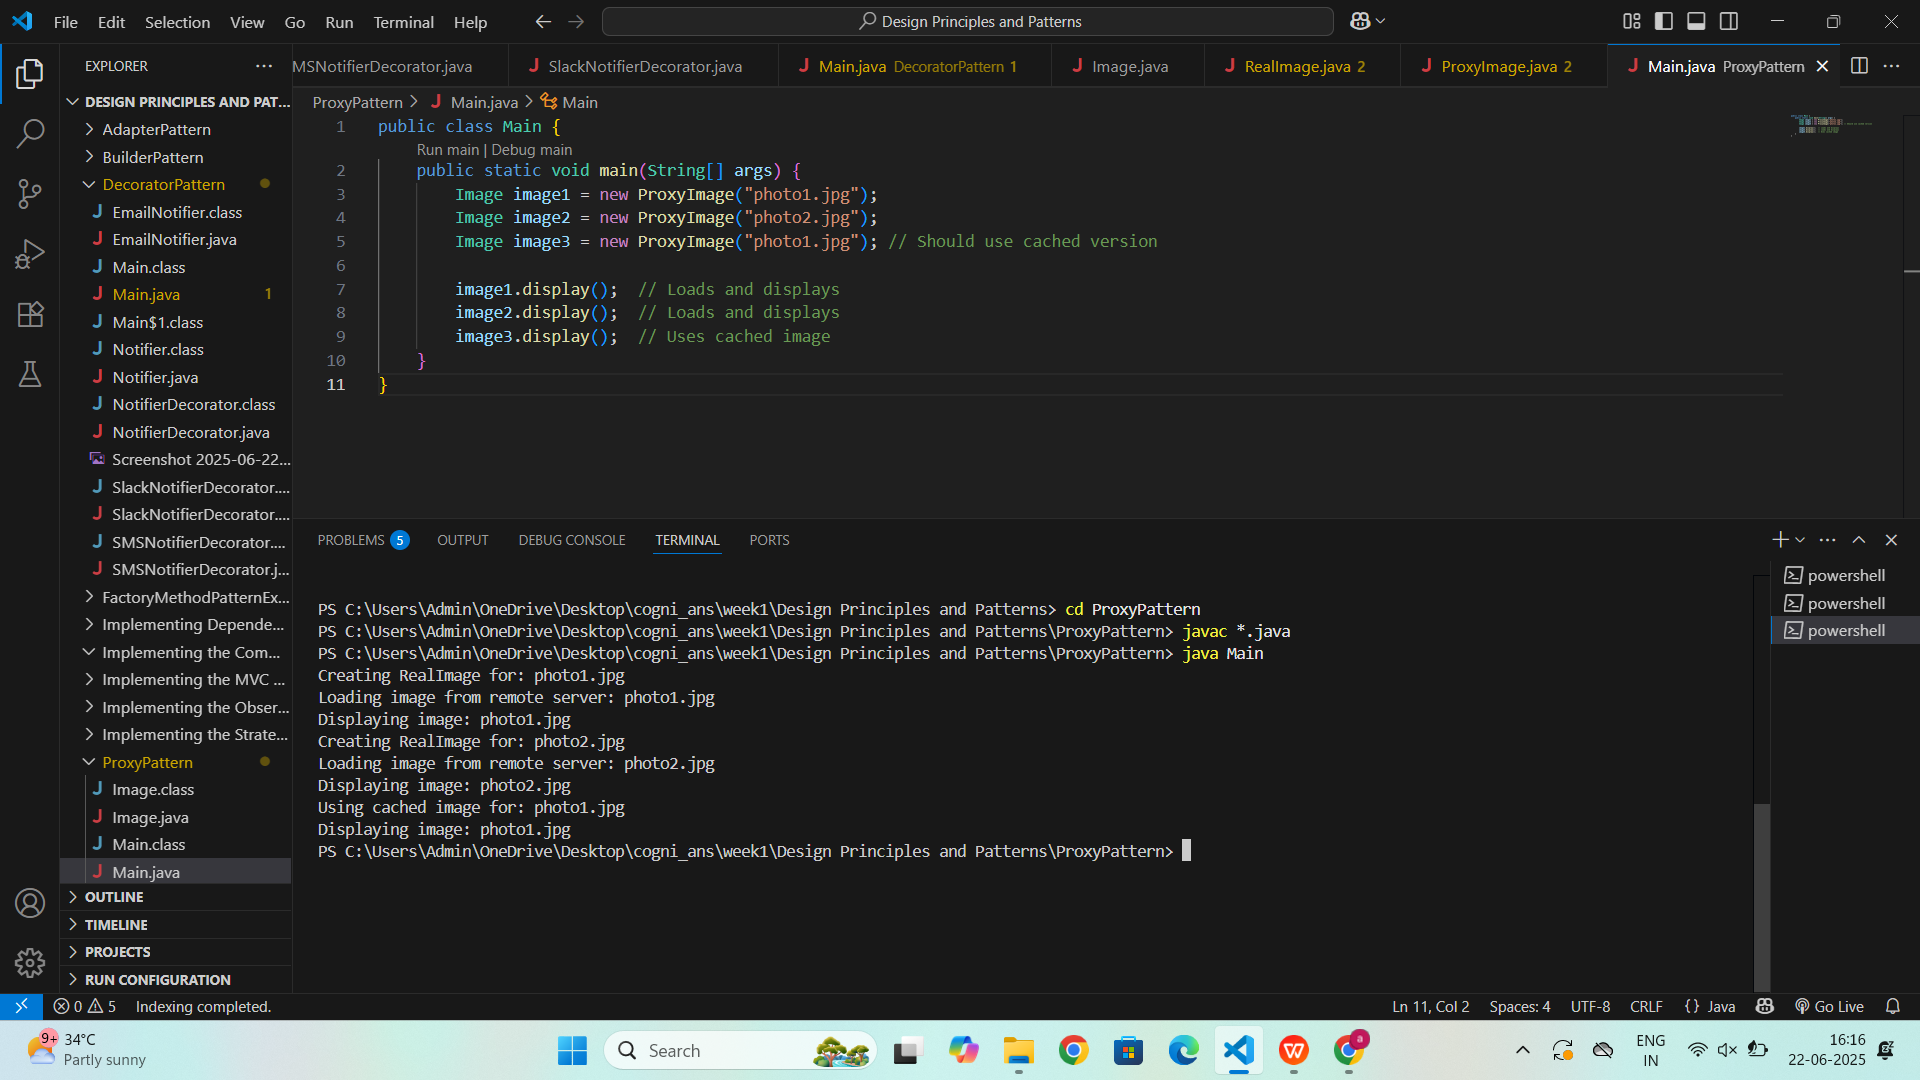 File Edit Selection View Go Run Terminal Help
Design Principles and Patterns
EXPLORER
DESIGN PRINCIPLES AND PAT...
AdapterPattern
BuilderPattern
DecoratorPattern
EmailNotifier.class
EmailNotifier.java
Main.class
Main.java 1
Main$1.class
Notifier.class
Notifier.java
NotifierDecorator.class
NotifierDecorator.java
Screenshot 2025-06-22...
SlackNotifierDecorator....
SlackNotifierDecorator....
SMSNotifierDecorator....
SMSNotifierDecorator.j...
FactoryMethodPatternEx...
Implementing Depende...
Implementing the Com...
Implementing the MVC ...
Implementing the Obser...
Implementing the Strate...
ProxyPattern
Image.class
Image.java
Main.class
Main.java
OUTLINE
TIMELINE
PROJECTS
RUN CONFIGURATION
MSNotifierDecorator.java
SlackNotifierDecorator.java
Main.java DecoratorPattern 1
Image.java
RealImage.java 2
ProxyImage.java 2
Main.java ProxyPattern
ProxyPattern > Main.java > Main
1 public class Main {
Run main | Debug main
2 public static void main(String[] args) {
3 Image image1 = new ProxyImage("photo1.jpg");
4 Image image2 = new ProxyImage("photo2.jpg");
5 Image image3 = new ProxyImage("photo1.jpg"); // Should use cached version
6
7 image1.display(); // Loads and displays
8 image2.display(); // Loads and displays
9 image3.display(); // Uses cached image
10 }
11 }
PROBLEMS 5 OUTPUT DEBUG CONSOLE TERMINAL PORTS
powershell
powershell
powershell
PS C:\Users\Admin\OneDrive\Desktop\cogni_ans\week1\Design Principles and Patterns> cd ProxyPattern
PS C:\Users\Admin\OneDrive\Desktop\cogni_ans\week1\Design Principles and Patterns\ProxyPattern> javac *.java
PS C:\Users\Admin\OneDrive\Desktop\cogni_ans\week1\Design Principles and Patterns\ProxyPattern> java Main
Creating RealImage for: photo1.jpg
Loading image from remote server: photo1.jpg
Displaying image: photo1.jpg
Creating RealImage for: photo2.jpg
Loading image from remote server: photo2.jpg
Displaying image: photo2.jpg
Using cached image for: photo1.jpg
Displaying image: photo1.jpg
PS C:\Users\Admin\OneDrive\Desktop\cogni_ans\week1\Design Principles and Patterns\ProxyPattern>
0 5 Indexing completed.
Ln 11, Col 2 Spaces: 4 UTF-8 CRLF {} Java Go Live
9+ 34°C
Partly sunny
Search
ENG
IN
16:16
22-06-2025